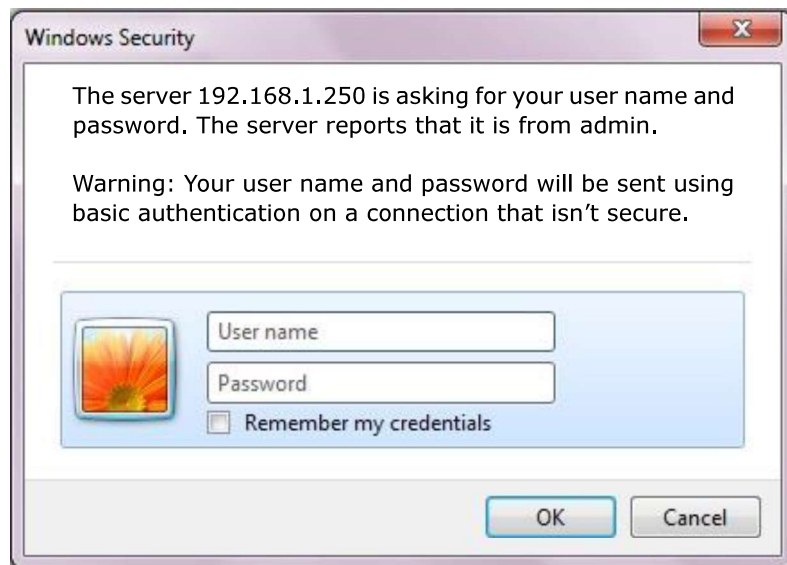 Windows Security
The server 192.168.1.250 is asking for your user name and
password. The server reports that it is from admin.
Warning: Your user name and password will be sent using
basic authentication on a connection that isn't secure.
User name
Password
Remember my credentials
OK Cancel